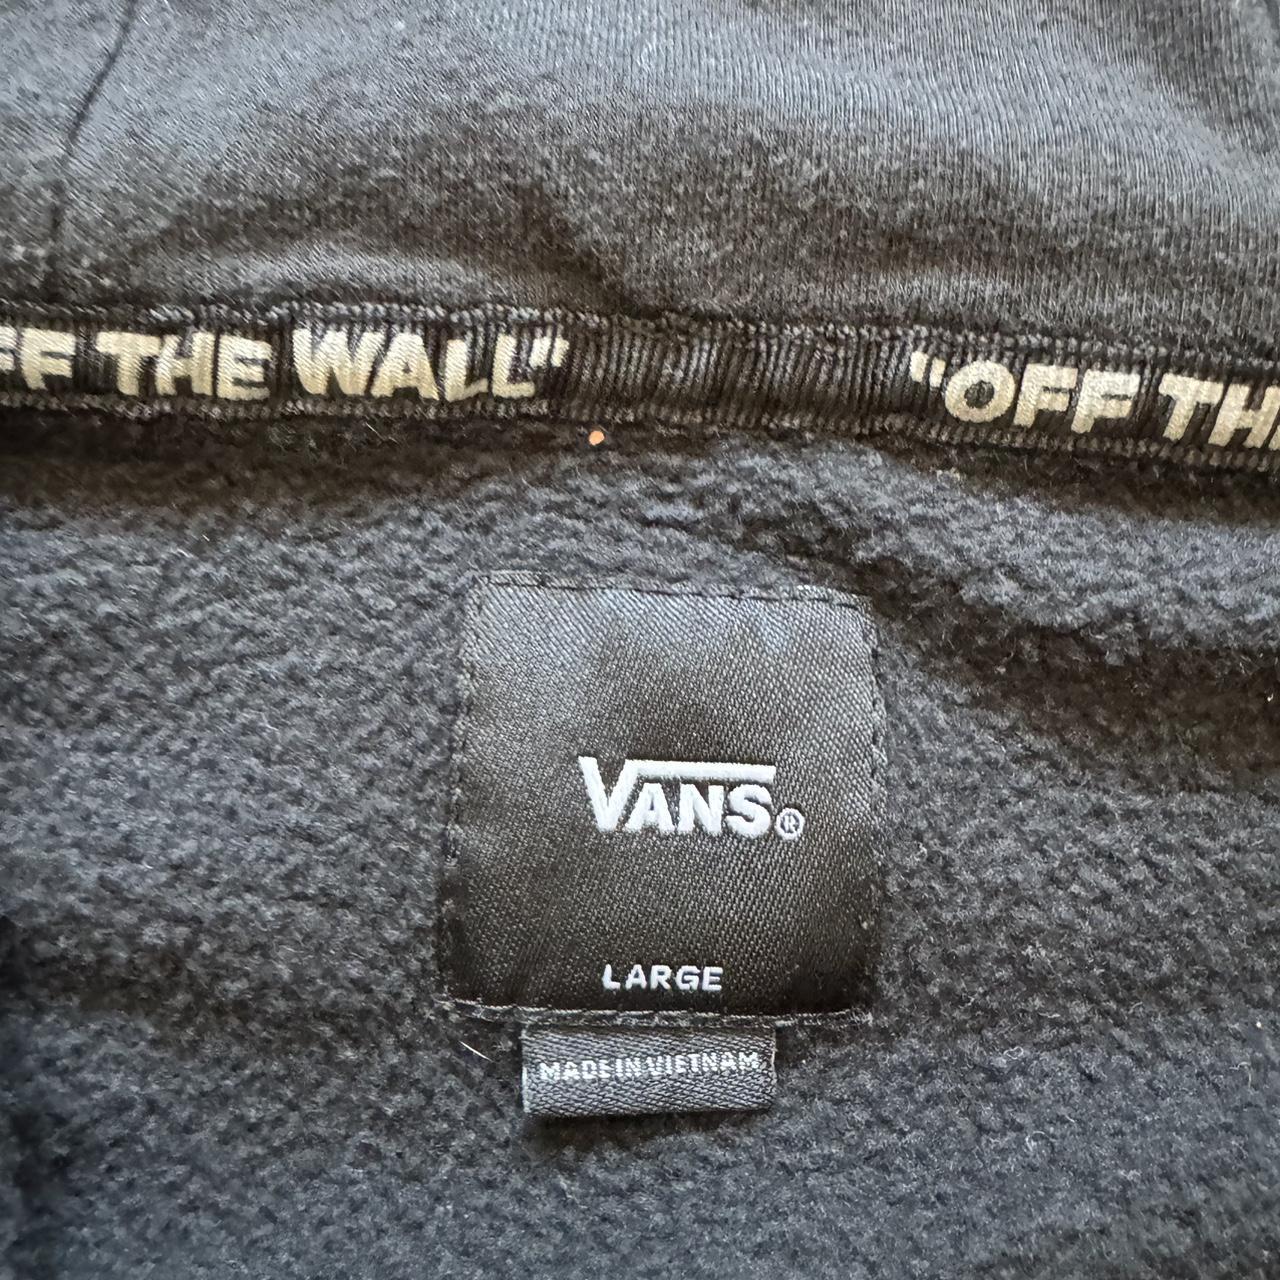 FF THE WALL" "OFF TH
VANS®
LARGE
MADE IN VIETNAM